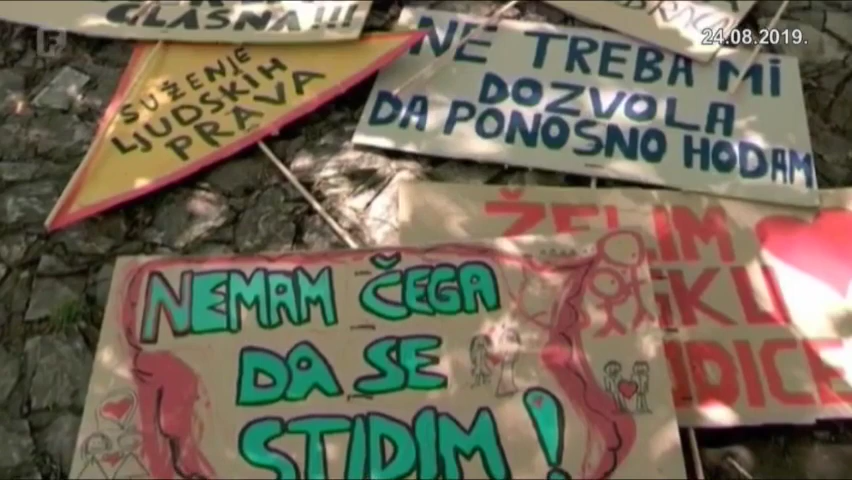 GLASNA!!!
24.08.2019.
SUŽENJE
LJUDSKIH
PRAVA
NE TREBA MI
DOZVOLA
DA PONOSNO HODAM
ŽELIM
NEMAM ČEGA
DA SE
STIDIM!